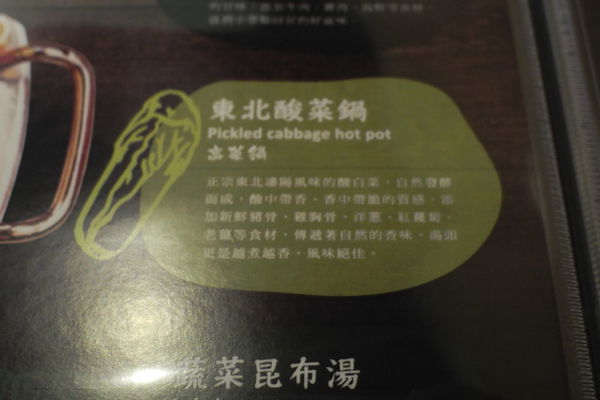 東北酸菜鍋
Pickled cabbage hot pot
高菜鍋
正宗東北瀋陽風味的酸白菜，自然發酵
而成，酸中帶香、香中帶脆的質感，添
加新鮮豬骨、雞胸骨、洋蔥、紅蘿蔔、
老薑等食材，傳遞著自然的香味，湯頭
更是越煮越香，風味絕佳。
蔬菜昆布湯